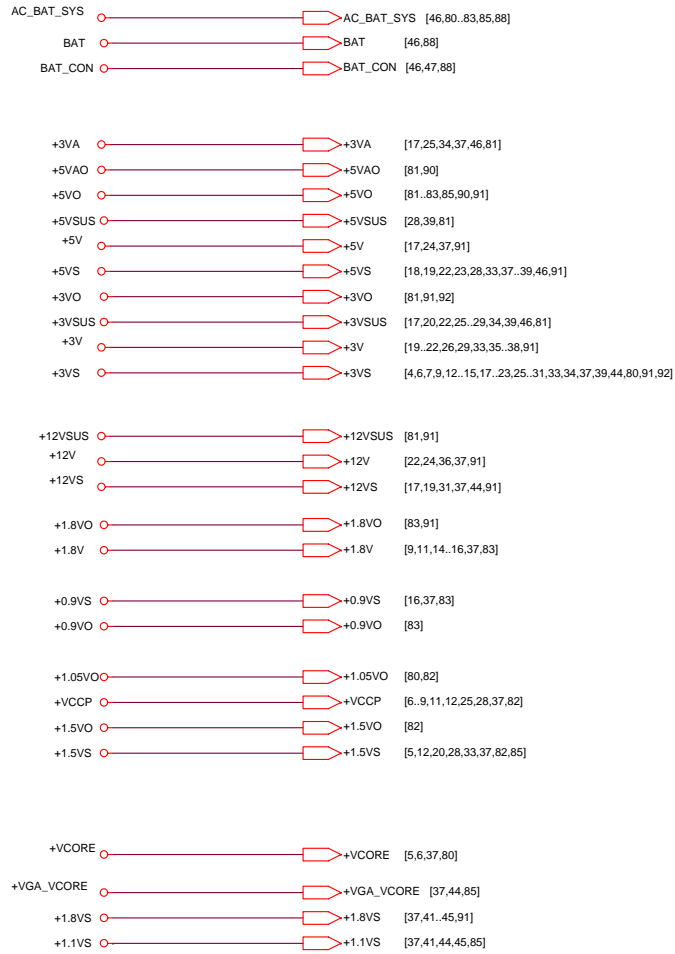 AC_BAT_SYS AC_BAT_SYS [46,80..83,85,88]
BAT BAT [46,88]
BAT_CON BAT_CON [46,47,88]
+3VA +3VA [17,25,34,37,46,81]
+5VAO +5VAO [81,90]
+5VO +5VO [81..83,85,90,91]
+5VSUS +5VSUS [28,39,81]
+5V +5V [17,24,37,91]
+5VS +5VS [18,19,22,23,28,33,37..39,46,91]
+3VO +3VO [81,91,92]
+3VSUS +3VSUS [17,20,22,25..29,34,39,46,81]
+3V +3V [19..22,26,29,33,35..38,91]
+3VS +3VS [4,6,7,9,12..15,17..23,25..31,33,34,37,39,44,80,91,92]
+12VSUS +12VSUS [81,91]
+12V +12V [22,24,36,37,91]
+12VS +12VS [17,19,31,37,44,91]
+1.8VO +1.8VO [83,91]
+1.8V +1.8V [9,11,14..16,37,83]
+0.9VS +0.9VS [16,37,83]
+0.9VO +0.9VO [83]
+1.05VO +1.05VO [80,82]
+VCCP +VCCP [6..9,11,12,25,28,37,82]
+1.5VO +1.5VO [82]
+1.5VS +1.5VS [5,12,20,28,33,37,82,85]
+VCORE +VCORE [5,6,37,80]
+VGA_VCORE +VGA_VCORE [37,44,85]
+1.8VS +1.8VS [37,41..45,91]
+1.1VS +1.1VS [37,41,44,45,85]